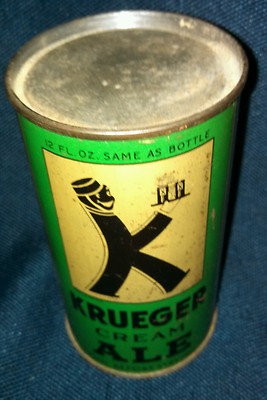 12 FL. OZ. SAME AS BOTTLE
K
KRUEGER
CREAM
ALE